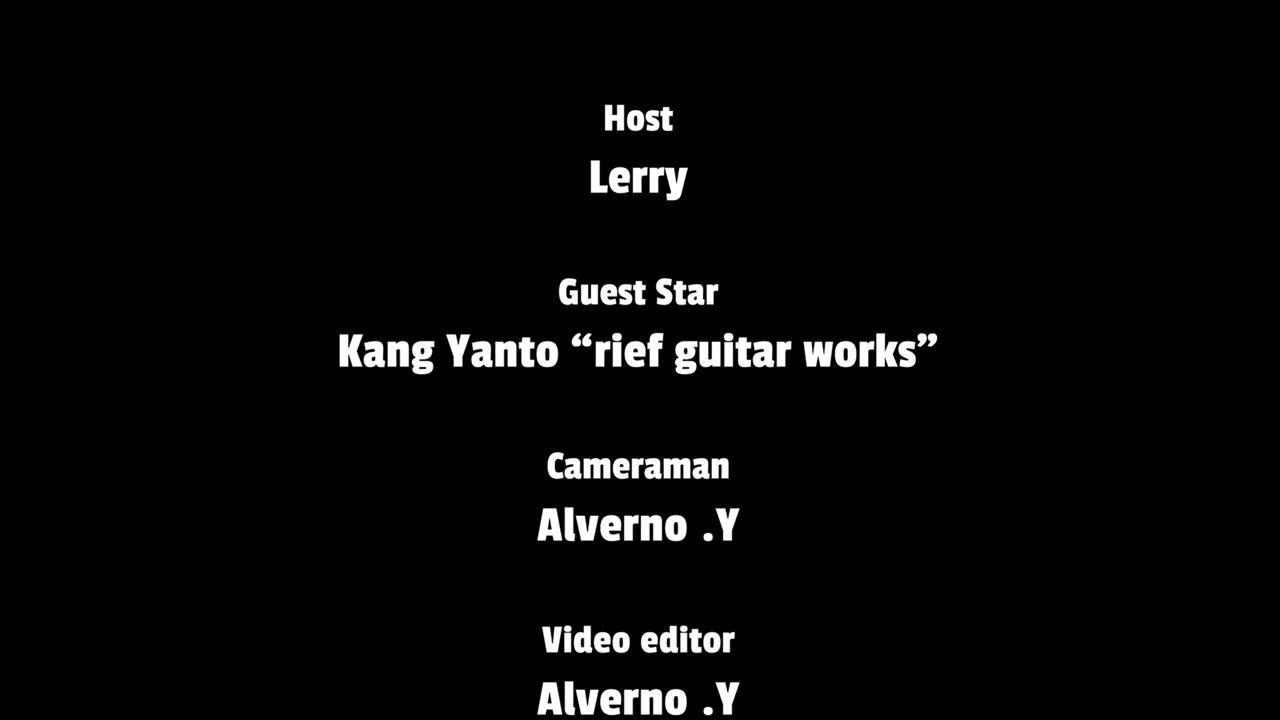 Host
Lerry
Guest Star
Kang Yanto “rief guitar works”
Cameraman
Alverno .Y
Video editor
Alverno .Y